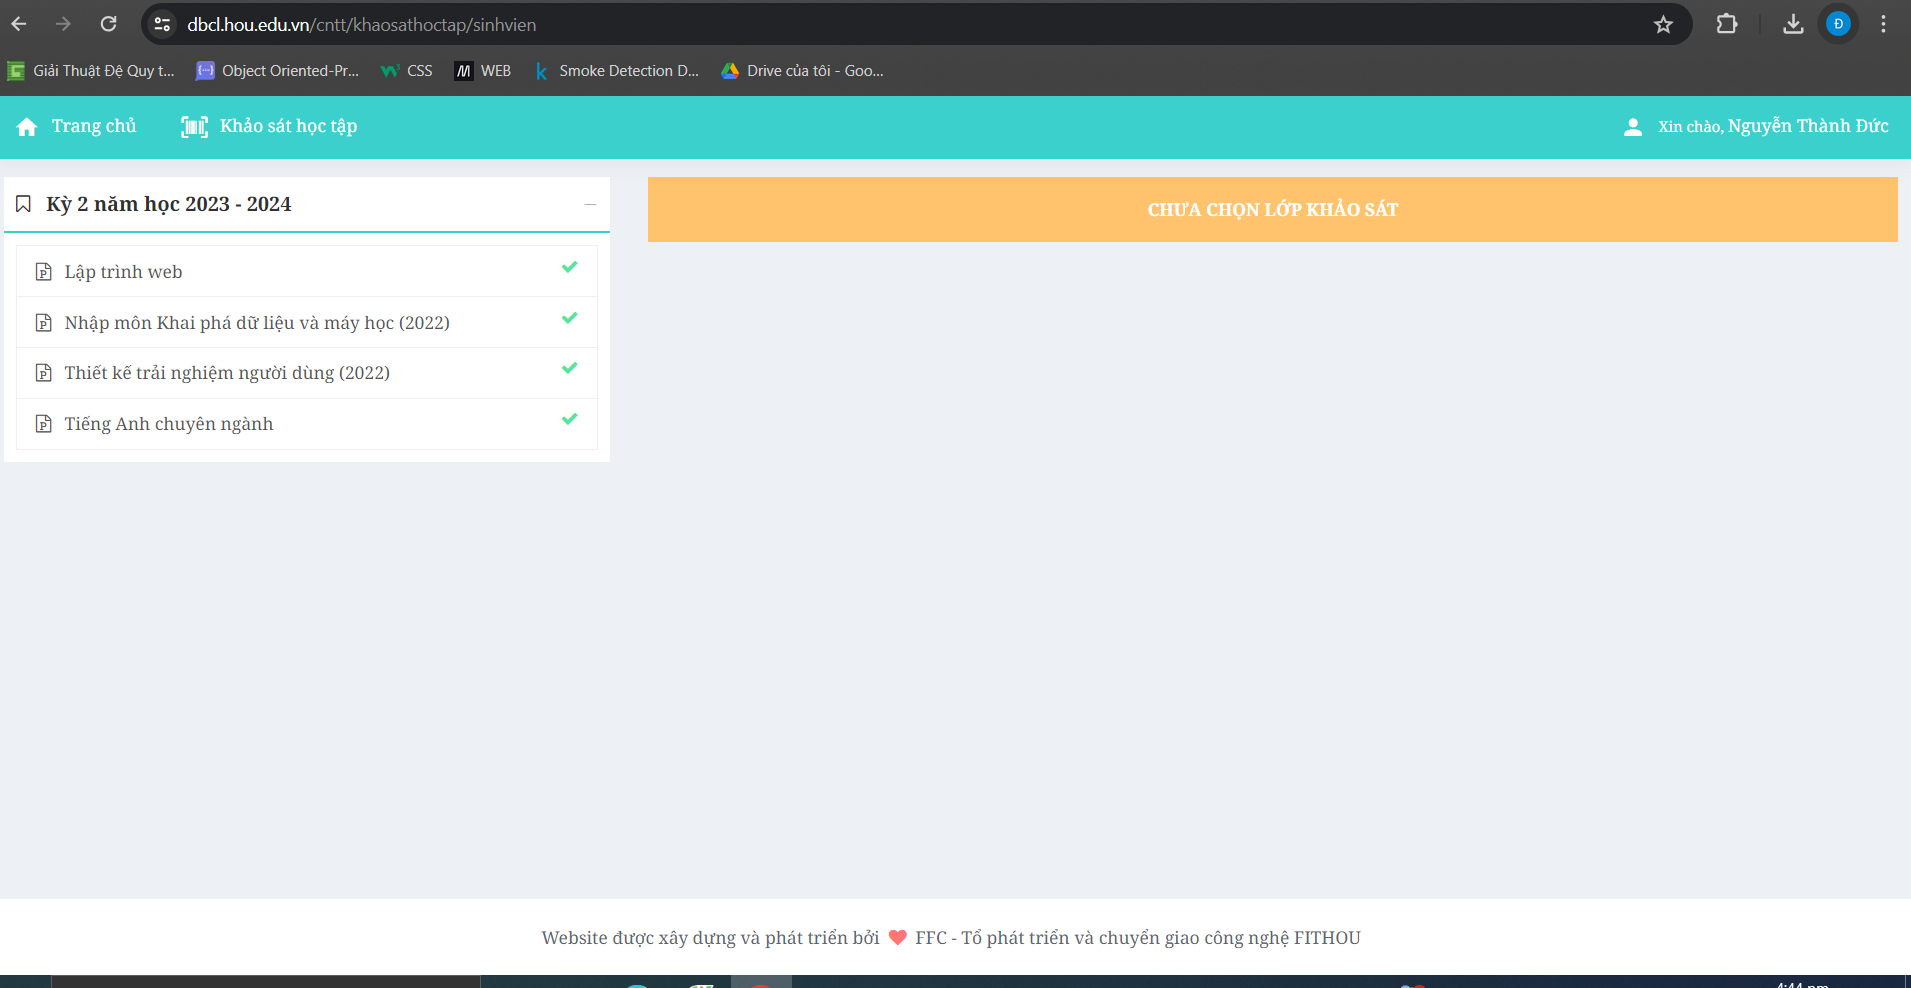 dbcl.hou.edu.vn/cntt/khaosathoctap/sinhvien
Đ
Giải Thuật Đệ Quy t...
Object Oriented-Pr...
CSS
WEB
Smoke Detection D...
Drive của tôi - Goo...
Trang chủ
Khảo sát học tập
Xin chào, Nguyễn Thành Đức
Kỳ 2 năm học 2023 - 2024
CHƯA CHỌN LỚP KHẢO SÁT
Lập trình web
Nhập môn Khai phá dữ liệu và máy học (2022)
Thiết kế trải nghiệm người dùng (2022)
Tiếng Anh chuyên ngành
Website được xây dựng và phát triển bởi ❤ FFC - Tổ phát triển và chuyển giao công nghệ FITHOU
4:44 pm